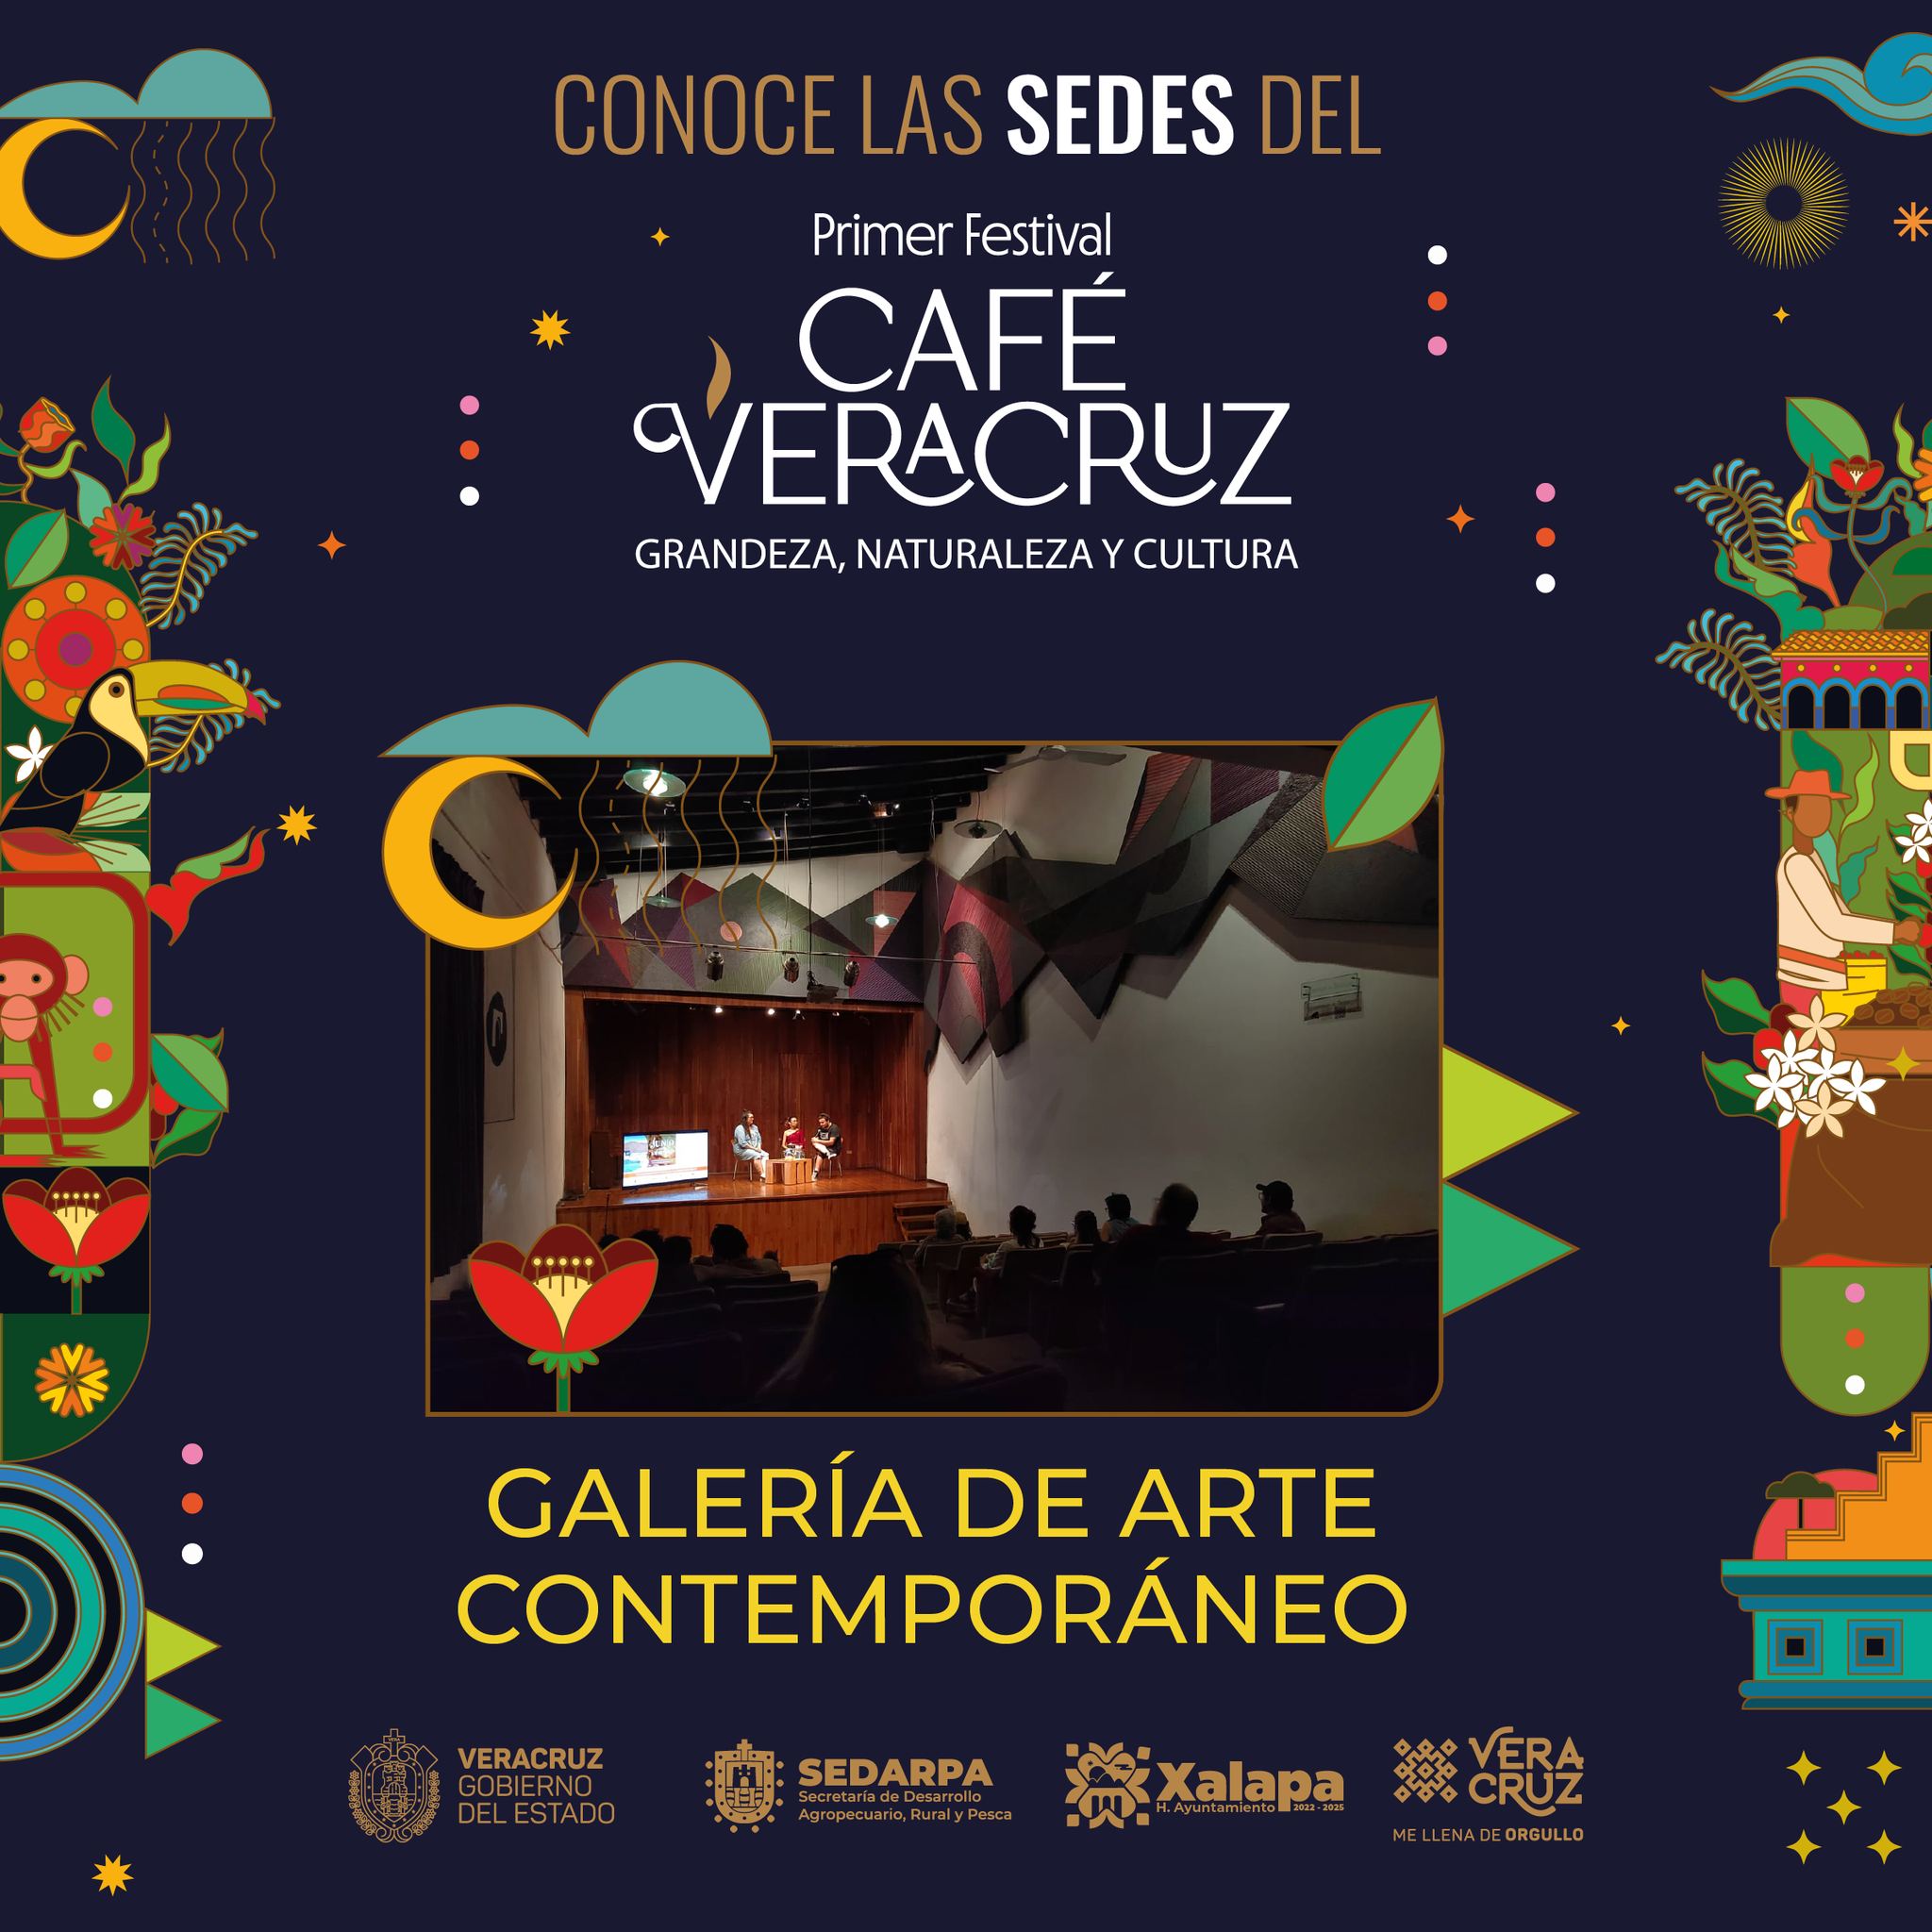 CONOCE LAS SEDES DEL
Primer Festival
CAFÉ
VERACRUZ
GRANDEZA, NATURALEZA Y CULTURA
GALERÍA DE ARTE
CONTEMPORÁNEO
VERACRUZ
GOBIERNO
DEL ESTADO
SEDARPA
Secretaría de Desarrollo
Agropecuario, Rural y Pesca
Xalapa
H. Ayuntamiento 2022 - 2025
VERA
CRUZ
ME LLENA DE ORGULLO